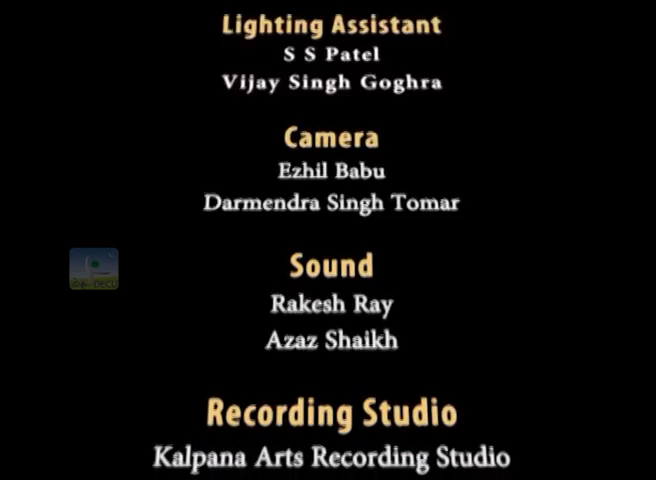 Lighting Assistant
S S Patel
Vijay Singh Goghra
Camera
Ezhil Babu
Darmendra Singh Tomar
Sound
Rakesh Ray
Azaz Shaikh
Recording Studio
Kalpana Arts Recording Studio